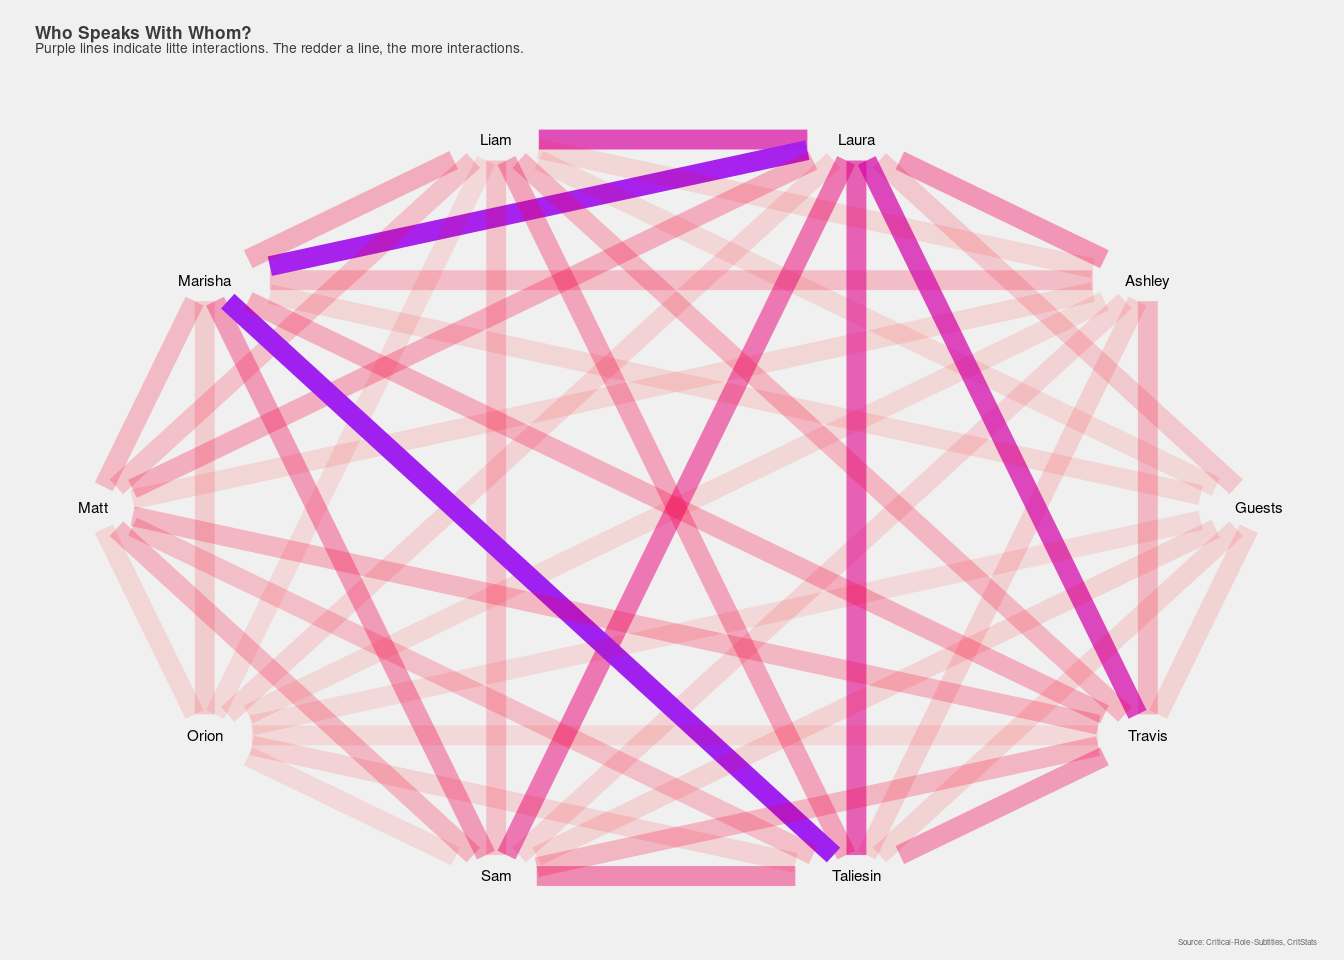 Who Speaks With Whom?
Purple lines indicate litte interactions. The redder a line, the more interactions.
Liam
Laura
Marisha
Ashley
Matt
Guests
Orion
Travis
Sam
Taliesin
Source: Critical-Role-Subtitles, CritStats